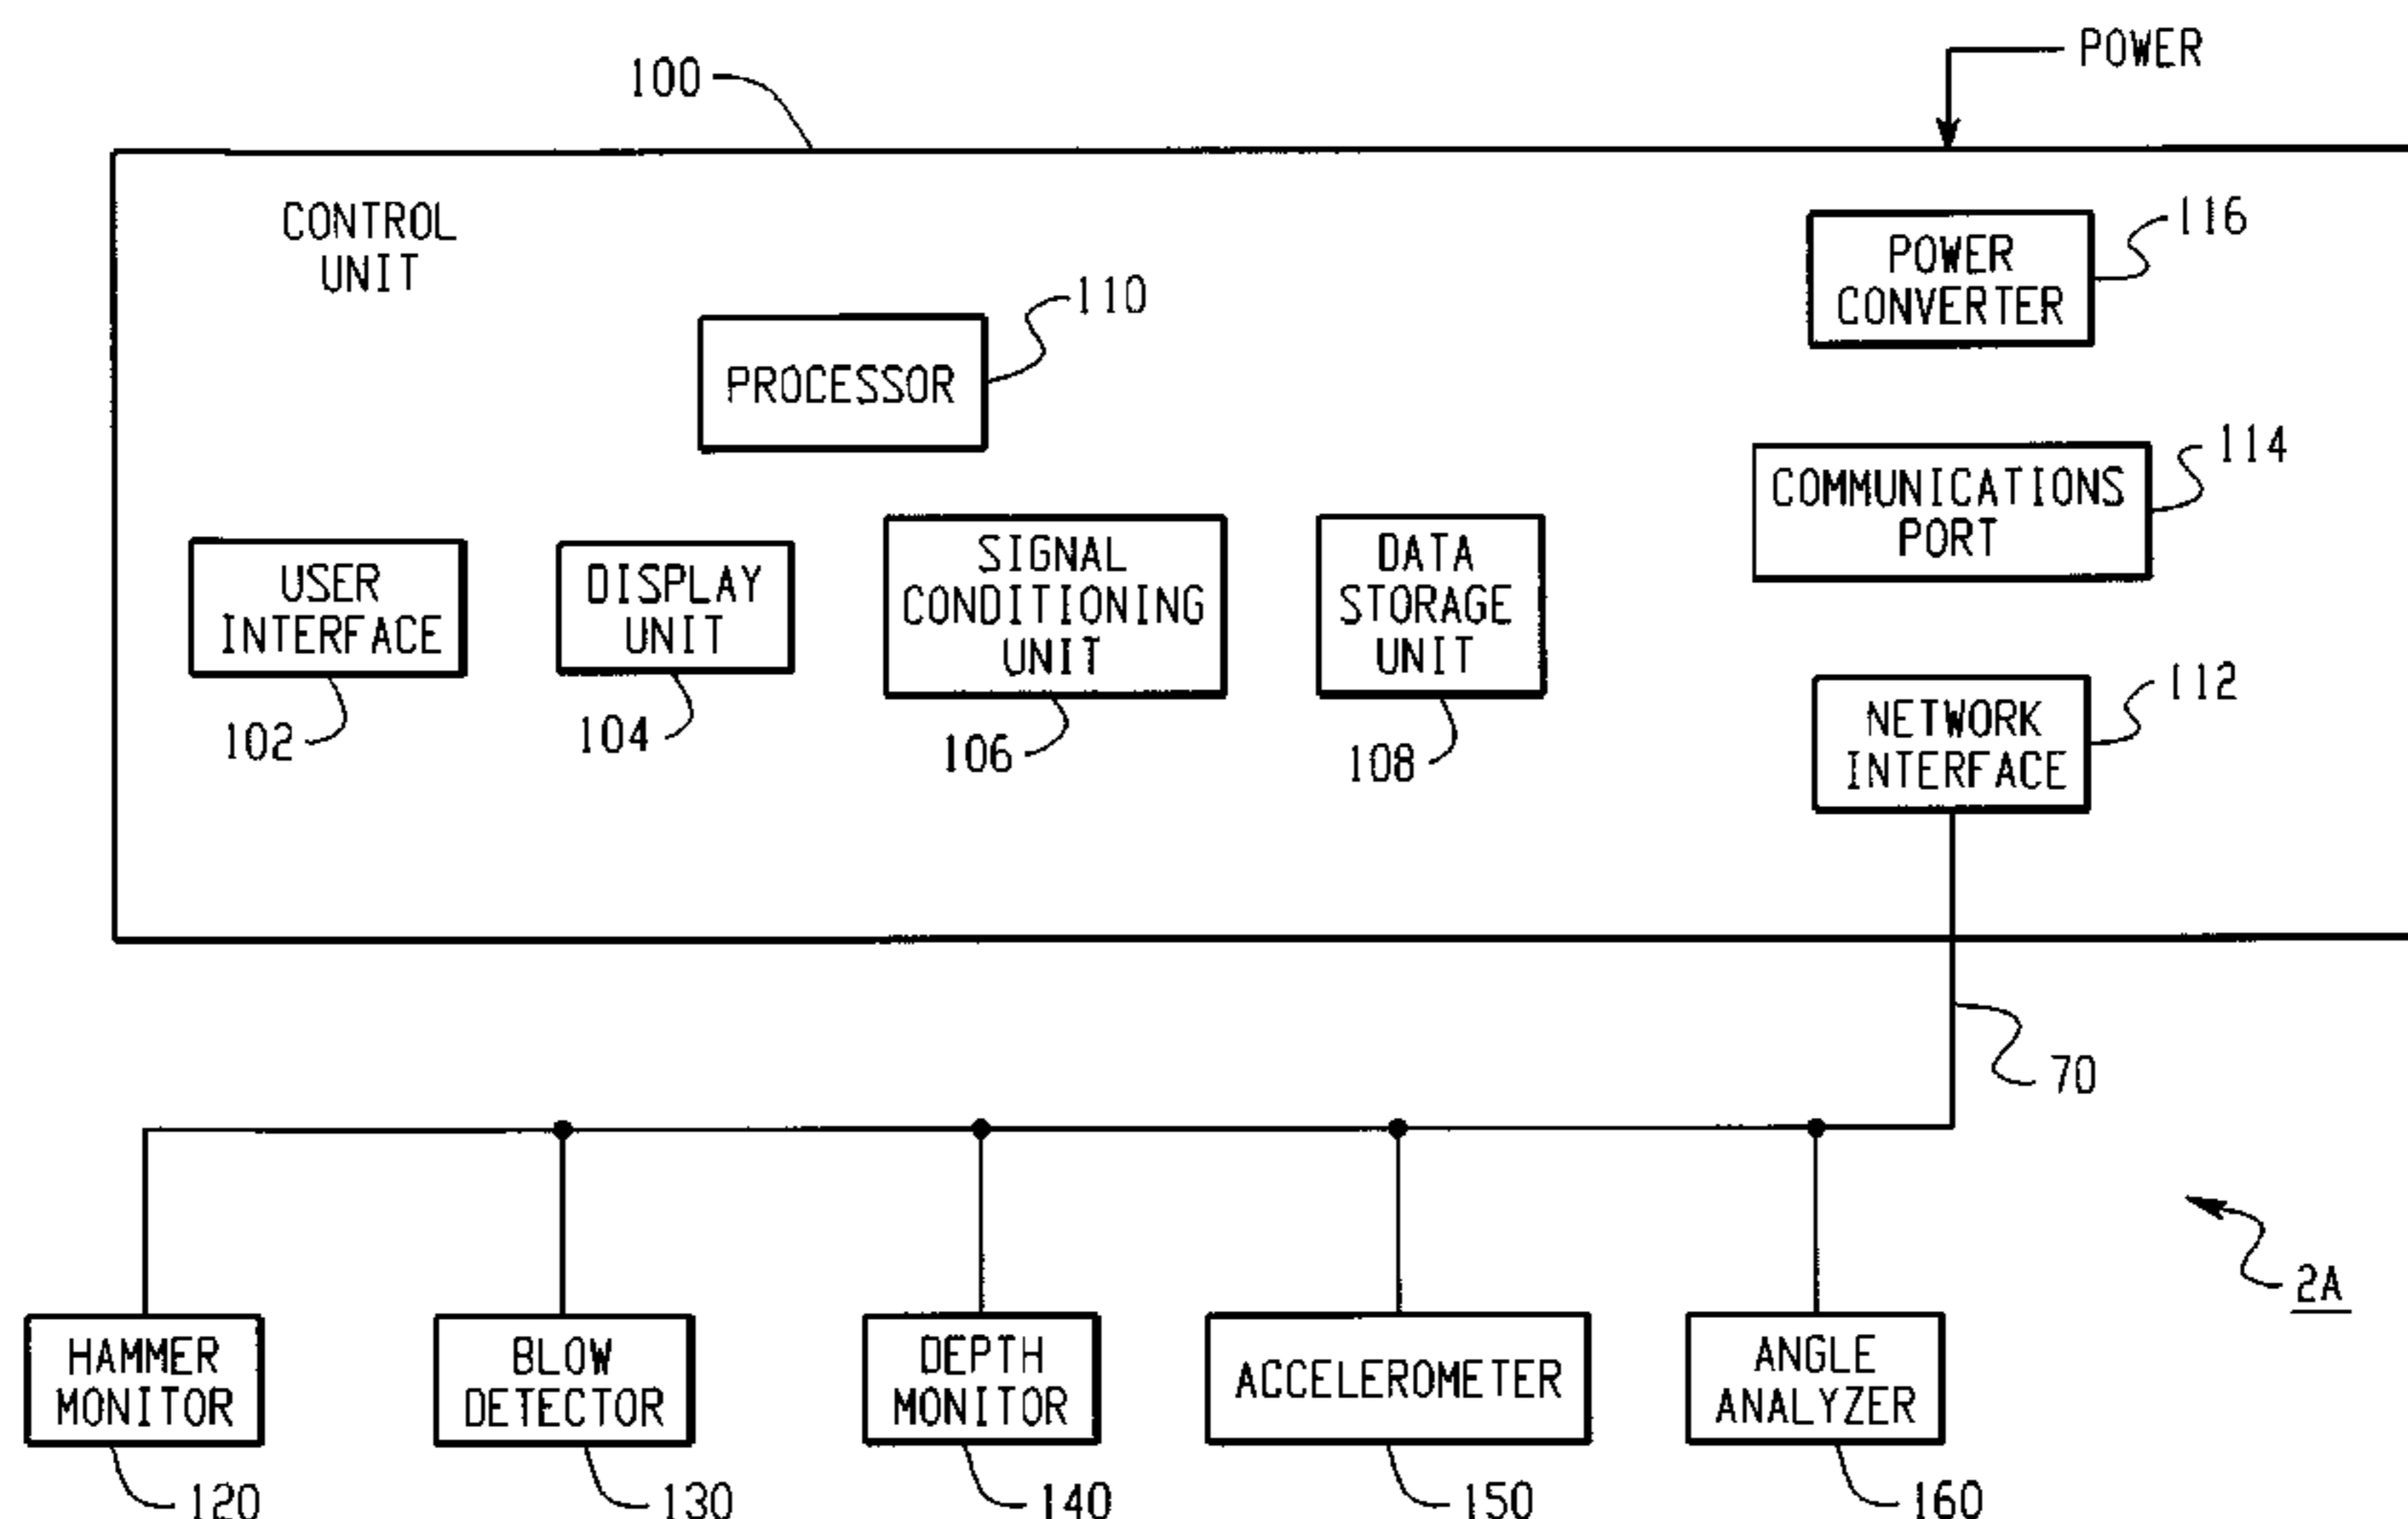 POWER
100
CONTROL
UNIT
POWER
CONVERTER
116
PROCESSOR
110
COMMUNICATIONS
PORT
114
USER
INTERFACE
102
DISPLAY
UNIT
104
SIGNAL
CONDITIONING
UNIT
106
DATA
STORAGE
UNIT
108
NETWORK
INTERFACE
112
70
2A
HAMMER
MONITOR
120
BLOW
DETECTOR
130
DEPTH
MONITOR
140
ACCELEROMETER
150
ANGLE
ANALYZER
160